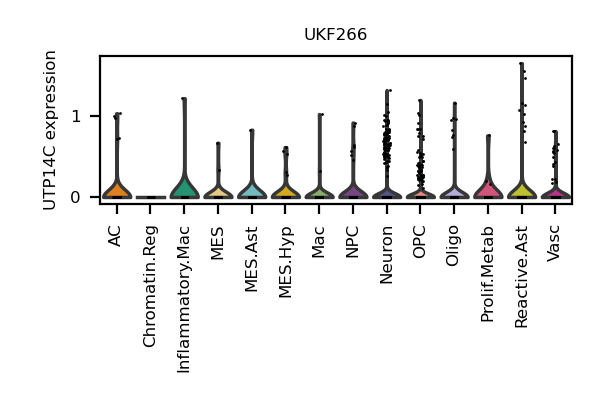 UKF266
UTP14C expression
1
0
AC
Chromatin.Reg
Inflammatory.Mac
MES
MES.Ast
MES.Hyp
Mac
NPC
Neuron
OPC
Oligo
Prolif.Metab
Reactive.Ast
Vasc